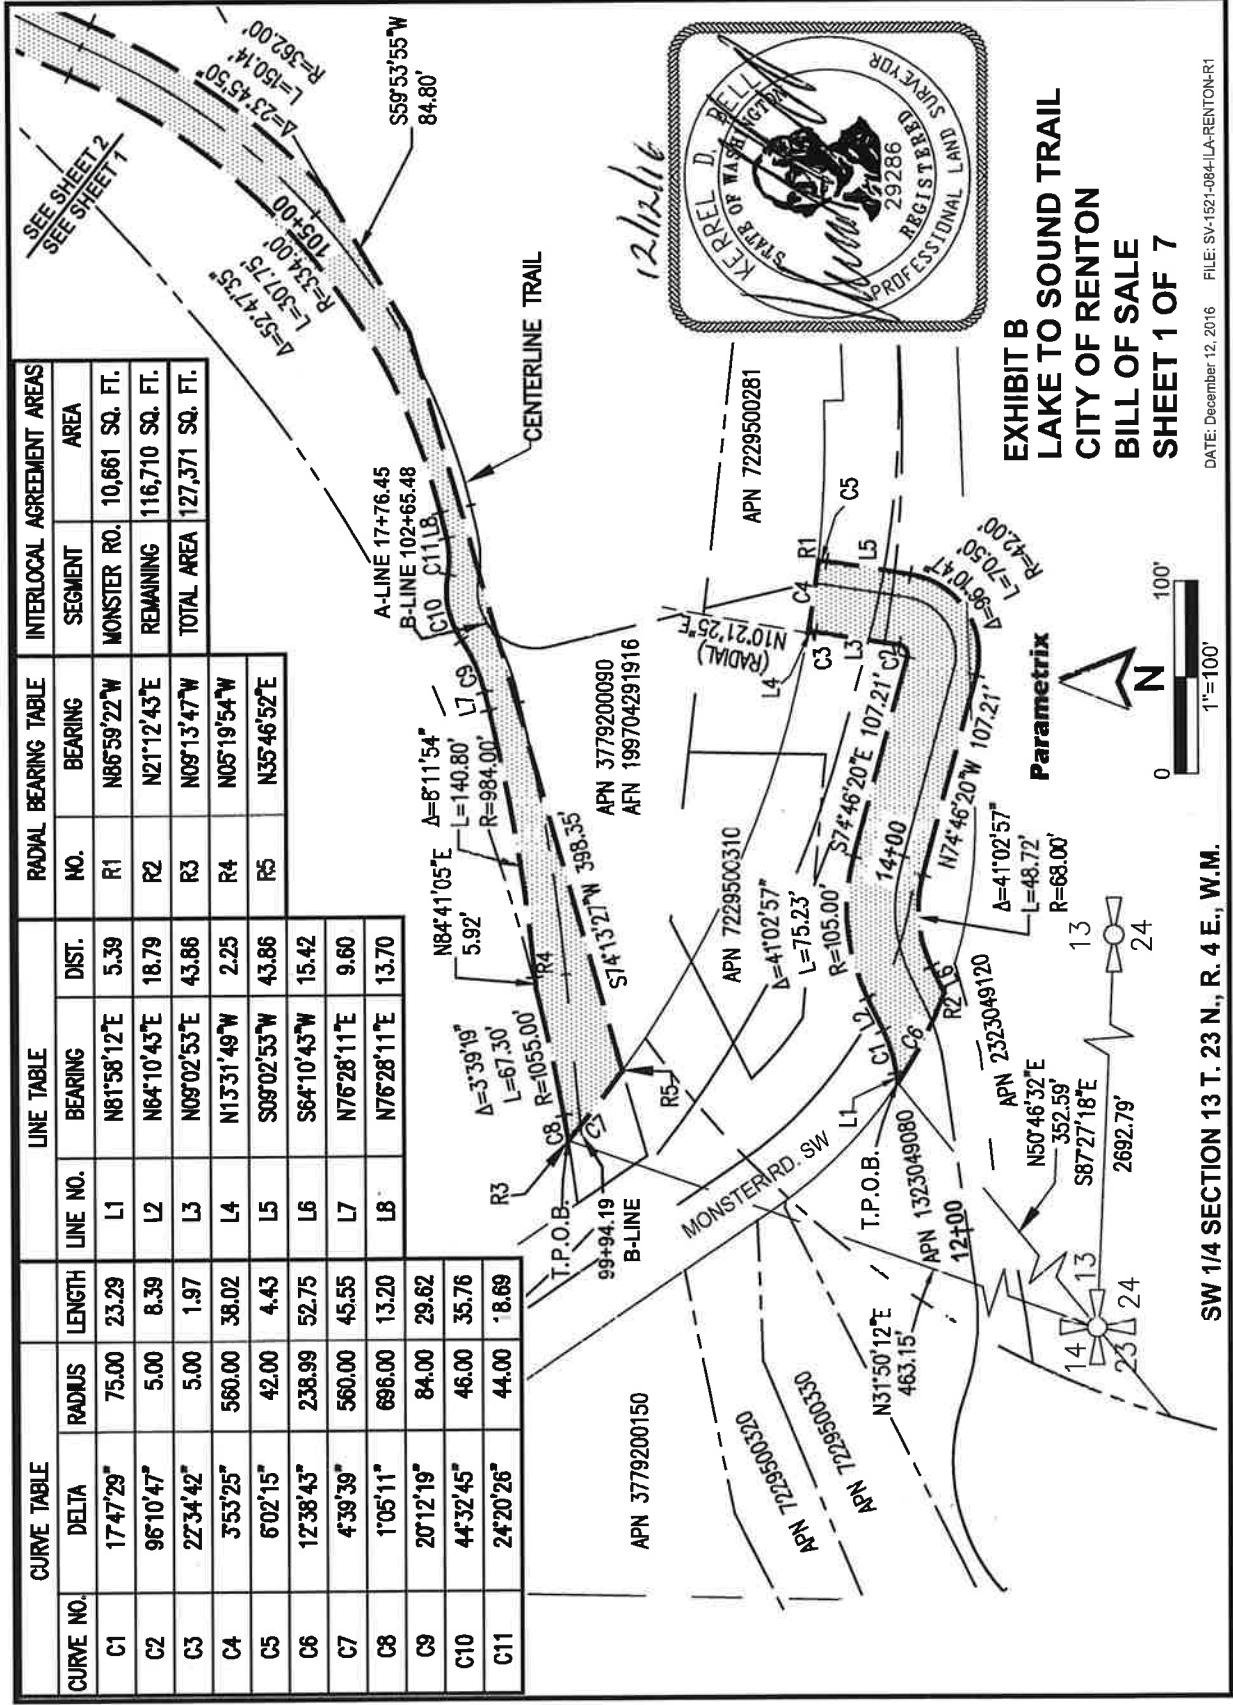 CURVE TABLE
CURVE NO. DELTA RADIUS LENGTH
C1 17°47'29" 75.00 23.29
C2 96°10'47" 5.00 8.39
C3 22°34'42" 5.00 1.97
C4 3°53'25" 560.00 38.02
C5 6°02'15" 42.00 4.43
C6 12°38'43" 238.99 52.75
C7 4°39'39" 560.00 45.55
C8 1°05'11" 696.00 13.20
C9 20°12'19" 84.00 29.62
C10 44°32'45" 46.00 35.76
C11 24°20'26" 44.00 18.69
LINE TABLE
LINE NO. BEARING DIST.
L1 N81°58'12"E 5.39
L2 N64°10'43"E 18.79
L3 N09°02'53"E 43.86
L4 N13°31'49"W 2.25
L5 S09°02'53"W 43.86
L6 S64°10'43"W 15.42
L7 N76°28'11"E 9.60
L8 N76°28'11"E 13.70
RADIAL BEARING TABLE
NO. BEARING
R1 N86°59'22"W
R2 N21°12'43"E
R3 N09°13'47"W
R4 N05°19'54"W
R5 N35°46'52"E
INTERLOCAL AGREEMENT AREAS
SEGMENT AREA
MONSTER RD. 10,661 SQ. FT.
REMAINING 116,710 SQ. FT.
TOTAL AREA 127,371 SQ. FT.
SEE SHEET 2
SEE SHEET 1
Δ=23°45'50"
L=150.14'
R=362.00'
Δ=52°47'35"
L=307.75'
R=334.00'
105+00
S59°53'55"W
84.80'
A-LINE 17+76.45
B-LINE 102+65.48
CENTERLINE TRAIL
L7 C9 C10 C11 L8
Δ=8°11'54"
L=140.80'
R=984.00'
N84°41'05"E
5.92'
R4
S74°13'27"W 398.35'
Δ=3°39'19"
L=67.30'
R=1055.00'
C8
C7
R3
R5
T.P.O.B.
99+94.19
B-LINE
APN 3779200090
AFN 199704291916
APN 7229500281
APN 7229500310
APN 3779200150
APN 7229500320
APN 7229500330
MONSTER RD. SW
N10°21'25"E
(RADIAL)
L4 C3 C4 R1 C5
L3 L5
C2
Δ=96°10'47"
L=70.50'
R=42.00'
S74°46'20"E 107.21'
14+00
N74°46'20"W 107.21'
Δ=41°02'57"
L=75.23'
R=105.00'
Δ=41°02'57"
L=48.72'
R=68.00'
L1 C1 L2
C6 R2 L6
T.P.O.B.
APN 1323049080
12+00
APN 2323049120
N31°50'12"E
463.15'
N50°46'32"E
352.59'
S87°27'18"E
2692.79'
14 13
23 24
13
24
Parametrix
N
0 100'
1"=100'
SW 1/4 SECTION 13 T. 23 N., R. 4 E., W.M.
12/12/16
KERREL D. BELL
STATE OF WASHINGTON
29286
REGISTERED
PROFESSIONAL LAND SURVEYOR
EXHIBIT B
LAKE TO SOUND TRAIL
CITY OF RENTON
BILL OF SALE
SHEET 1 OF 7
DATE: December 12, 2016 FILE: SV-1521-084-ILA-RENTON-R1